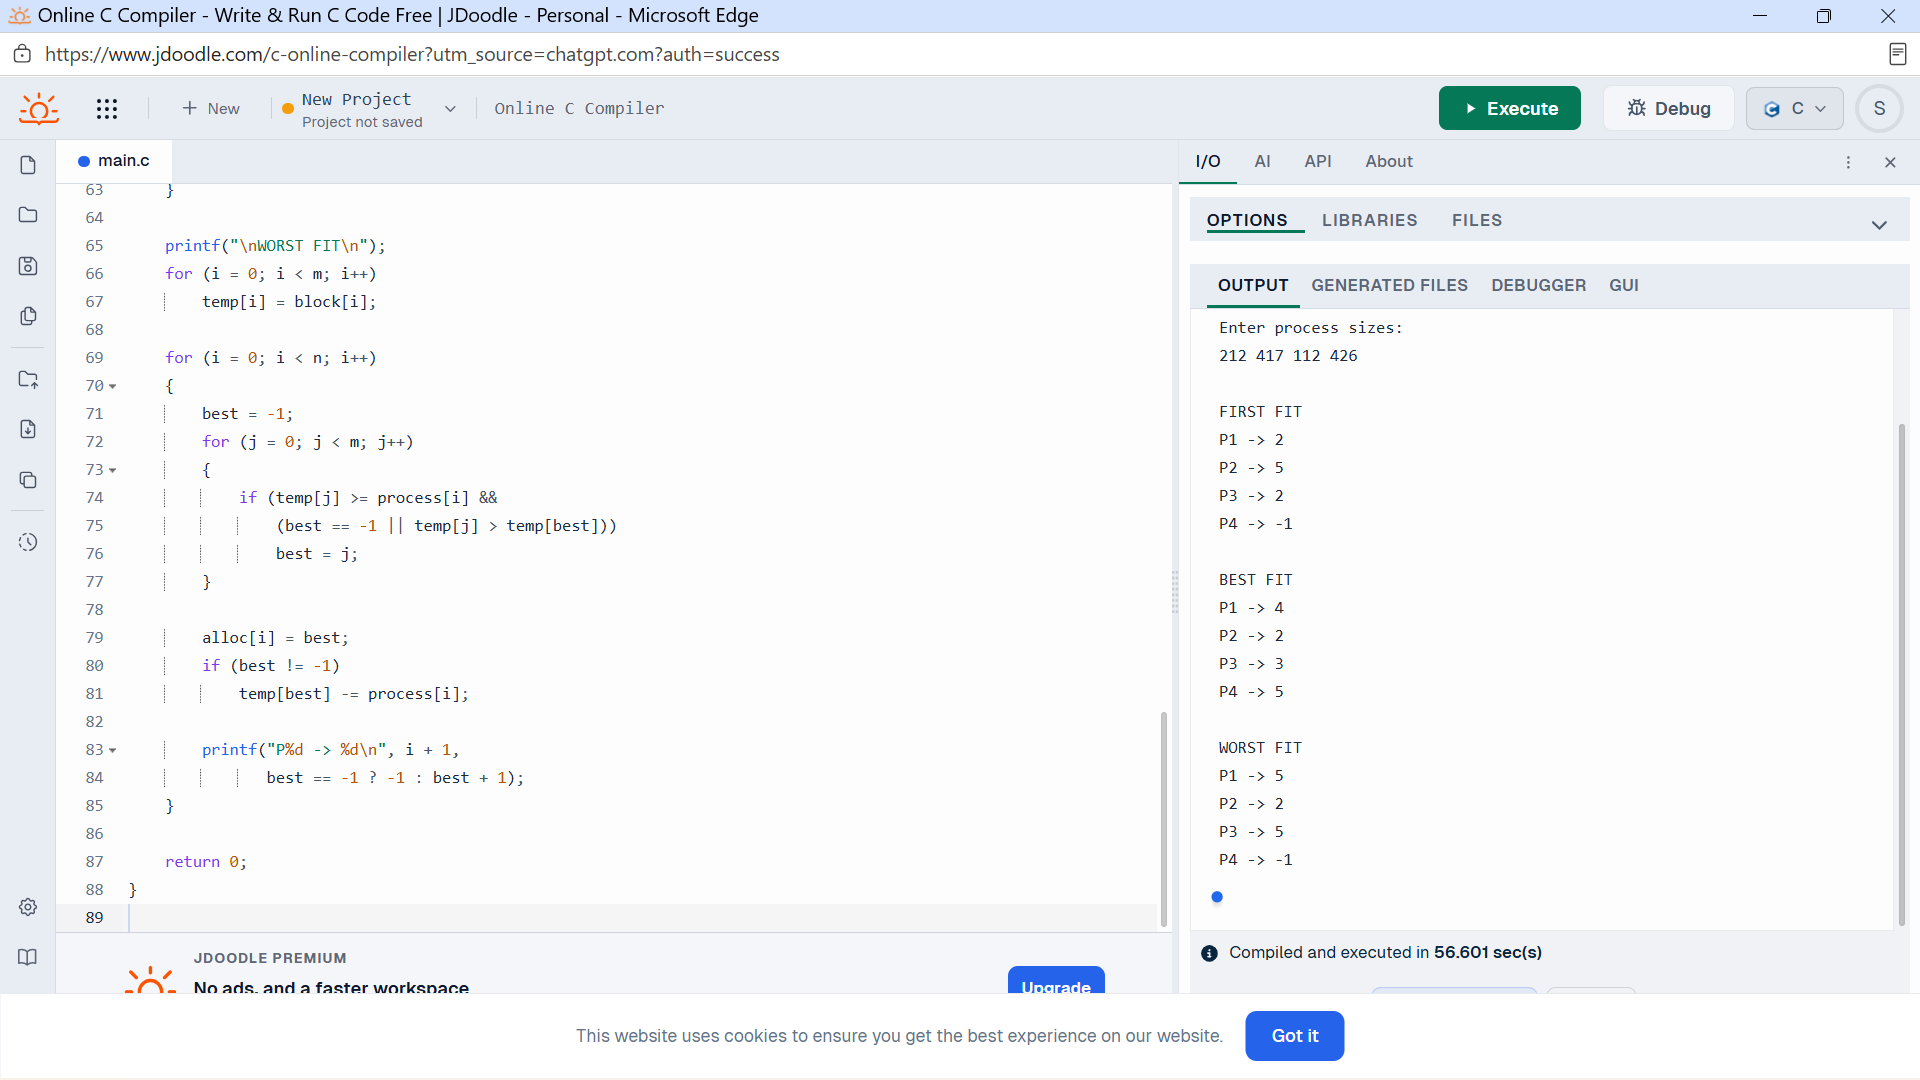 Online C Compiler - Write & Run C Code Free | JDoodle - Personal - Microsoft Edge
https://www.jdoodle.com/c-online-compiler?utm_source=chatgpt.com?auth=success
New
New Project
Project not saved
Online C Compiler
Execute
Debug
C
S
main.c
63 }
64
65 printf("\nWORST FIT\n");
66 for (i = 0; i < m; i++)
67 temp[i] = block[i];
68
69 for (i = 0; i < n; i++)
70 {
71 best = -1;
72 for (j = 0; j < m; j++)
73 {
74 if (temp[j] >= process[i] &&
75 (best == -1 || temp[j] > temp[best]))
76 best = j;
77 }
78
79 alloc[i] = best;
80 if (best != -1)
81 temp[best] -= process[i];
82
83 printf("P%d -> %d\n", i + 1,
84 best == -1 ? -1 : best + 1);
85 }
86
87 return 0;
88 }
89
JDOODLE PREMIUM
No ads, and a faster workspace
Upgrade
I/O AI API About
OPTIONS LIBRARIES FILES
OUTPUT GENERATED FILES DEBUGGER GUI
Enter process sizes:
212 417 112 426
FIRST FIT
P1 -> 2
P2 -> 5
P3 -> 2
P4 -> -1
BEST FIT
P1 -> 4
P2 -> 2
P3 -> 3
P4 -> 5
WORST FIT
P1 -> 5
P2 -> 2
P3 -> 5
P4 -> -1
Compiled and executed in 56.601 sec(s)
This website uses cookies to ensure you get the best experience on our website.
Got it